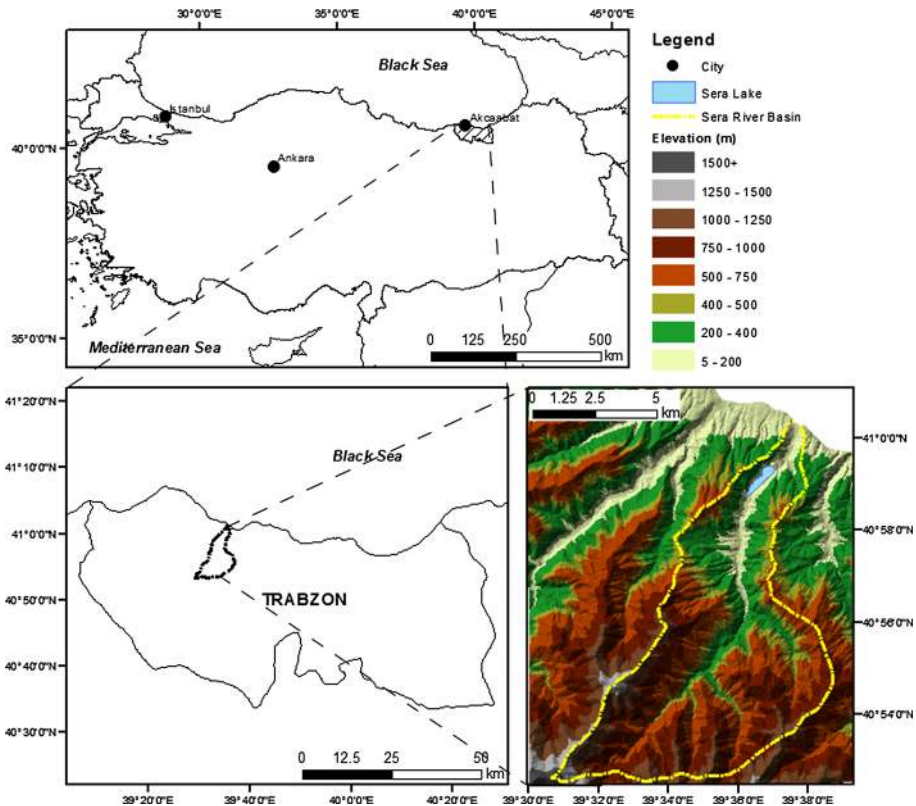 30°0'0"E 35°0'0"E 40°0'0"E 45°0'0"E
Black Sea
Istanbul
Akcaabat
40°0'0"N
Ankara
35°0'0"N
Mediterranean Sea
0 125 250 500
km
Legend
City
Sera Lake
Sera River Basin
Elevation (m)
1500+
1250 - 1500
1000 - 1250
750 - 1000
500 - 750
400 - 500
200 - 400
5 - 200
41°20'0"N
41°10'0"N
41°0'0"N
40°50'0"N
40°40'0"N
40°30'0"N
Black Sea
TRABZON
0 12.5 25 50
km
39°20'0"E 39°40'0"E 40°0'0"E 40°20'0"E
0 1.25 2.5 5
km
41°0'0"N
40°58'0"N
40°56'0"N
40°54'0"N
39°30'0"E 39°32'0"E 39°34'0"E 39°36'0"E 39°38'0"E